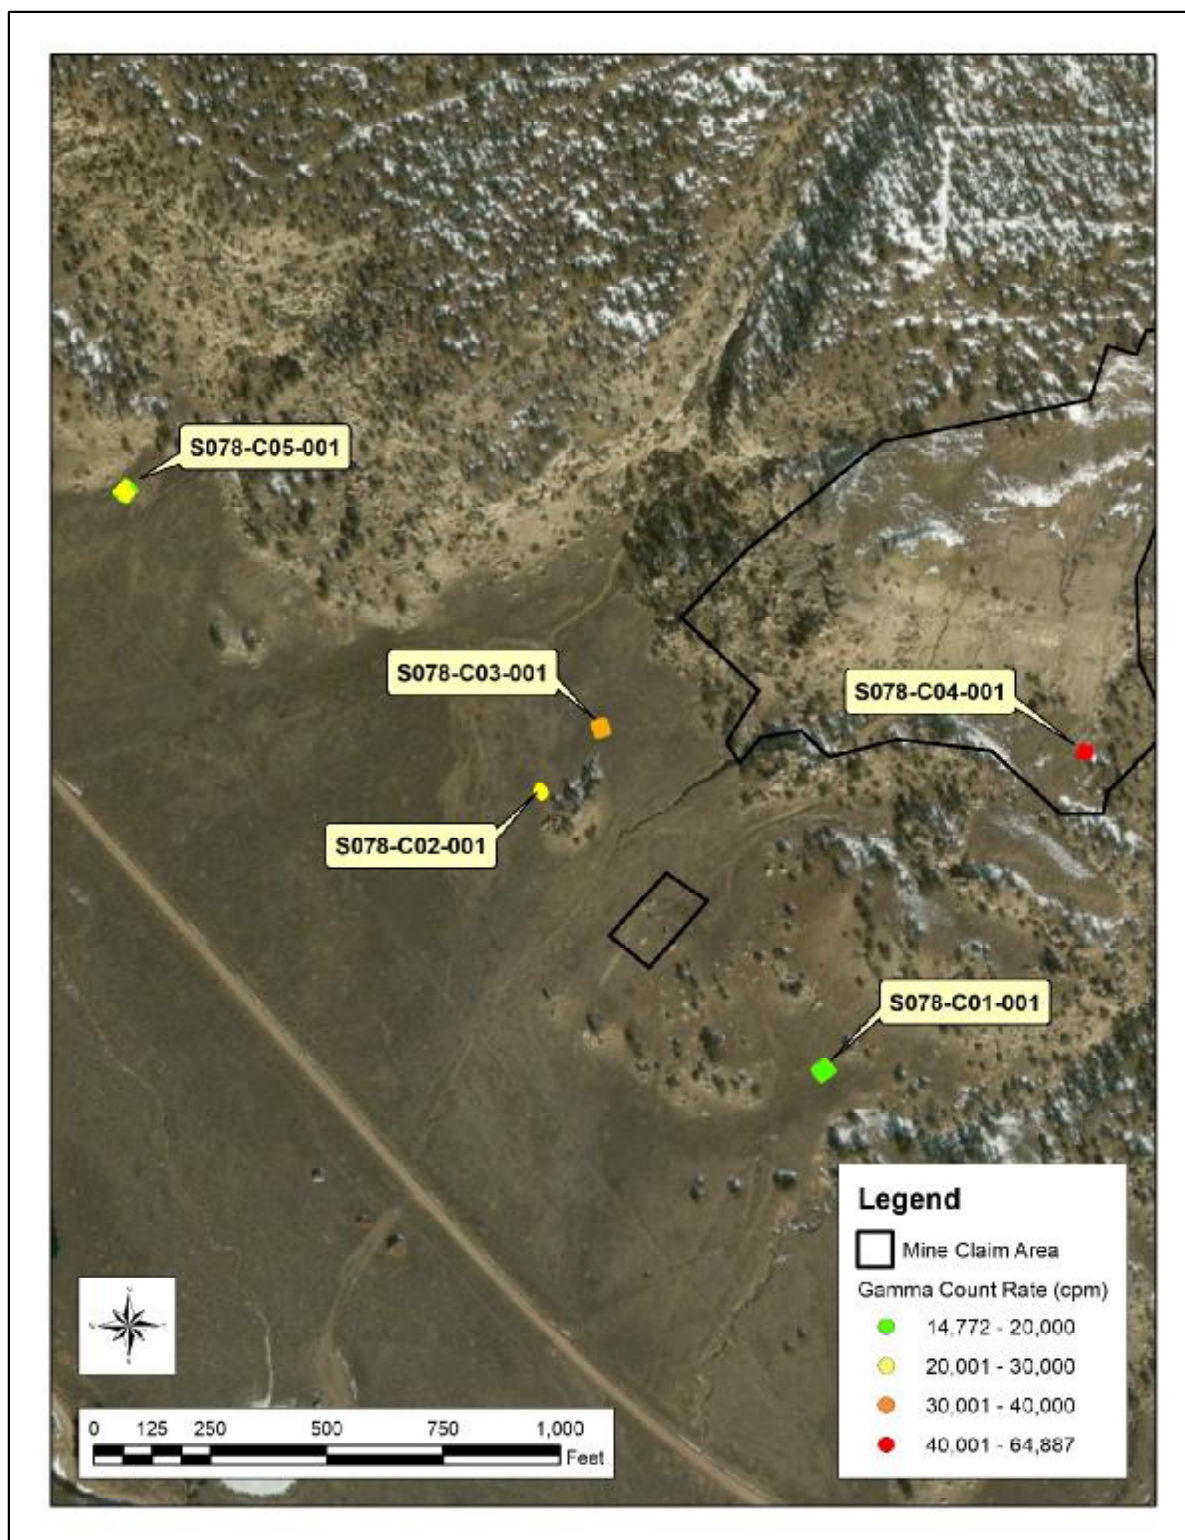 S078-C05-001
S078-C03-001
S078-C04-001
S078-C02-001
S078-C01-001
Legend
Mine Claim Area
Gamma Count Rate (cpm)
14,772 - 20,000
20,001 - 30,000
30,001 - 40,000
40,001 - 64,887
0 125 250 500 750 1,000
Feet